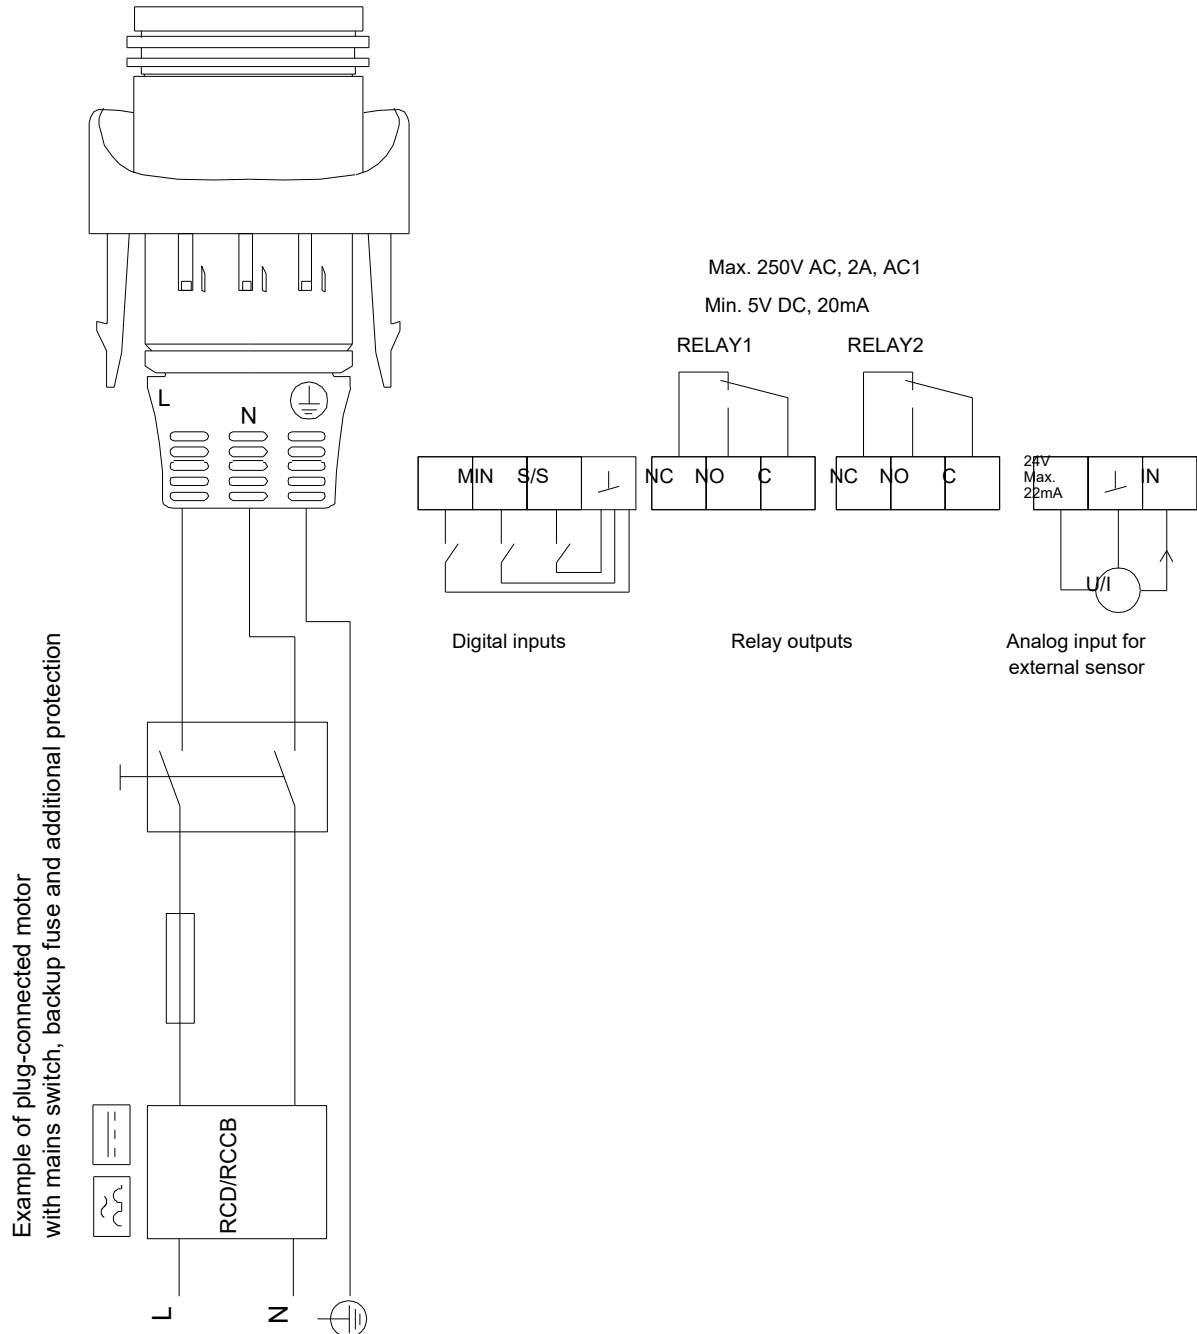 Max. 250V AC, 2A, AC1
Min. 5V DC, 20mA
RELAY1 RELAY2
L
N
MIN S/S NC NO C NC NO C 24V Max. 22mA IN
U/I
Digital inputs
Relay outputs
Analog input for
external sensor
Example of plug-connected motor
with mains switch, backup fuse and additional protection
RCD/RCCB
L
N